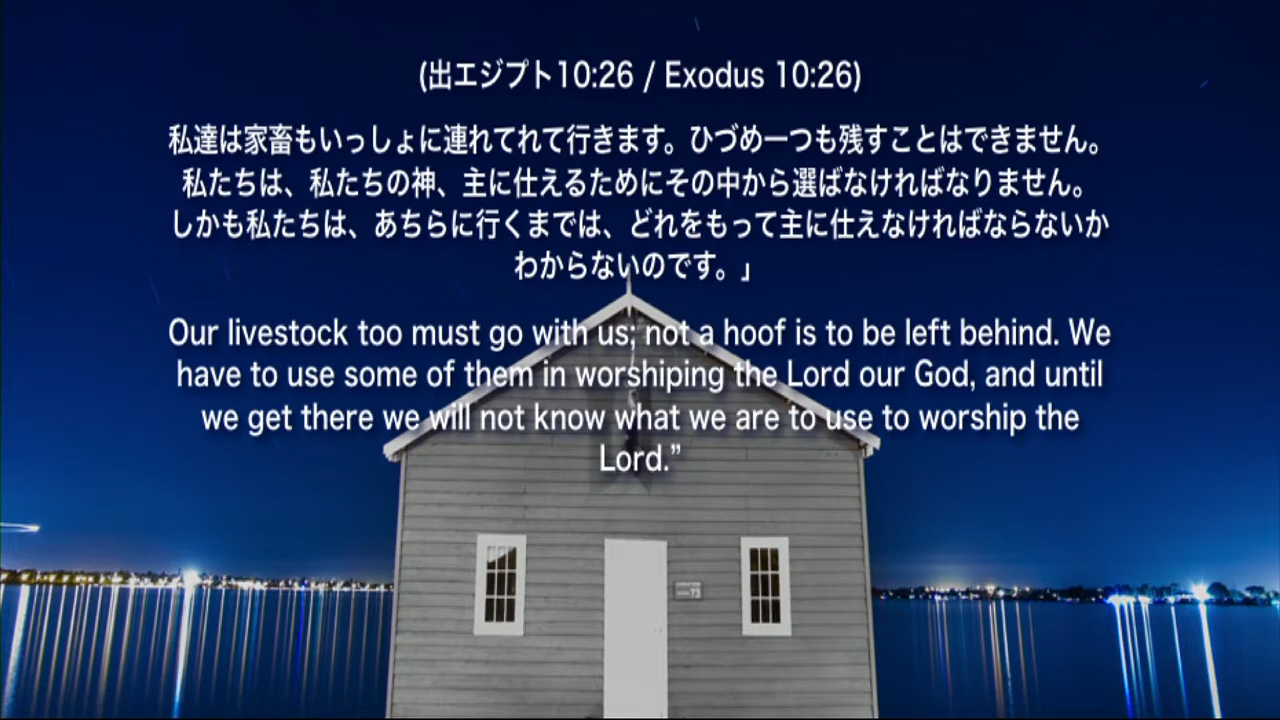 (出エジプト10:26 / Exodus 10:26)
私達は家畜もいっしょに連れてれて行きます。ひづめ一つも残すことはできません。
私たちは、私たちの神、主に仕えるためにその中から選ばなければなりません。
しかも私たちは、あちらに行くまでは、どれをもって主に仕えなければならないか
わからないのです。」
Our livestock too must go with us; not a hoof is to be left behind. We
have to use some of them in worshiping the Lord our God, and until
we get there we will not know what we are to use to worship the
Lord.”